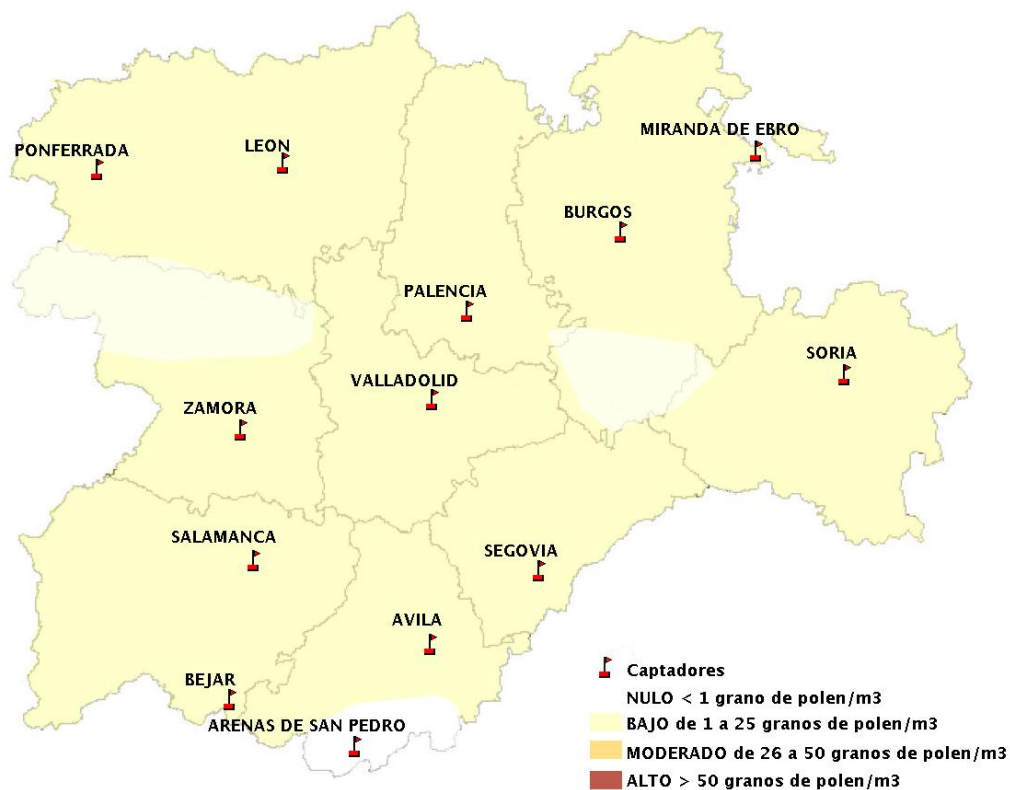 MIRANDA DE EBRO
PONFERRADA
LEON
BURGOS
PALENCIA
SORIA
VALLADOLID
ZAMORA
SALAMANCA
SEGOVIA
AVILA
BEJAR
ARENAS DE SAN PEDRO
Captadores
NULO < 1 grano de polen/m3
BAJO de 1 a 25 granos de polen/m3
MODERADO de 26 a 50 granos de polen/m3
ALTO > 50 granos de polen/m3